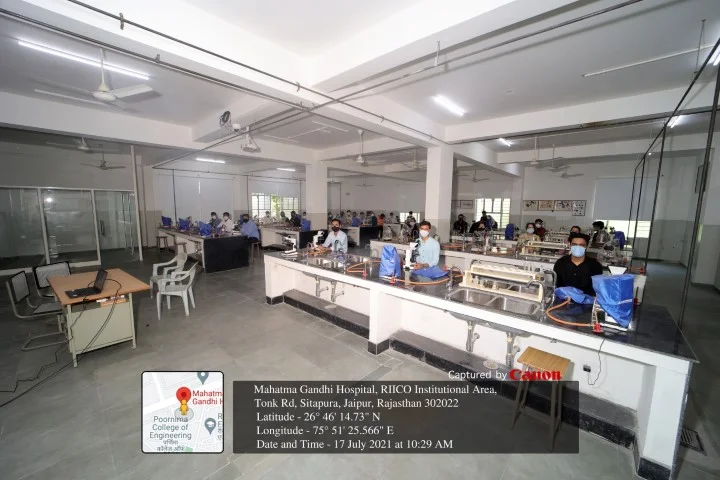 Captured by Canon
Mahatma Gandhi Hospital, RIICO Institutional Area,
Tonk Rd, Sitapura, Jaipur, Rajasthan 302022
Latitude - 26° 46' 14.73" N
Longitude - 75° 51' 25.566" E
Date and Time - 17 July 2021 at 10:29 AM
Mahatm
Gandhi H
Poornima
College of
Engineering